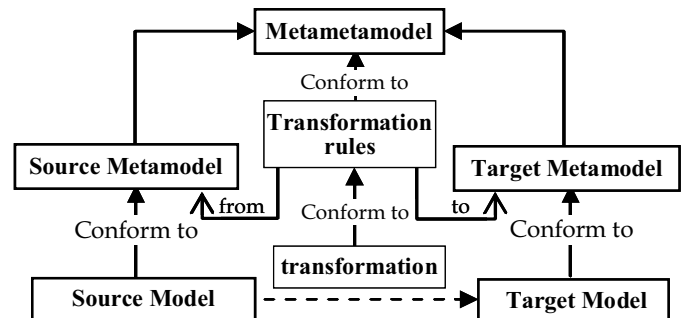 Metametamodel
Conform to
Transformation
rules
Source Metamodel
Target Metamodel
from
to
Conform to
Conform to
Conform to
transformation
Source Model
Target Model